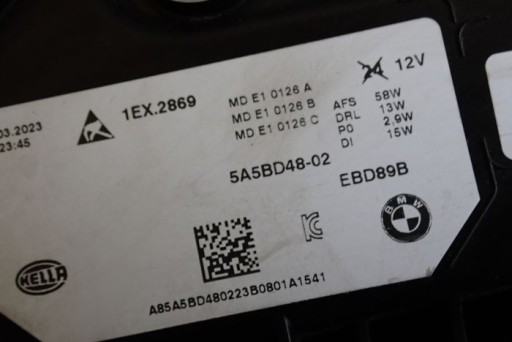 24 12V
03.2023
23:45
1EX.2869
MD E1 0126 A
MD E1 0126 B
MD E1 0126 C
AFS 58W
DRL 13W
PO 2,9W
DI 15W
5A5BD48-02
EBD89B
BMW
HELLA
A85A5BD480223B0801A1541